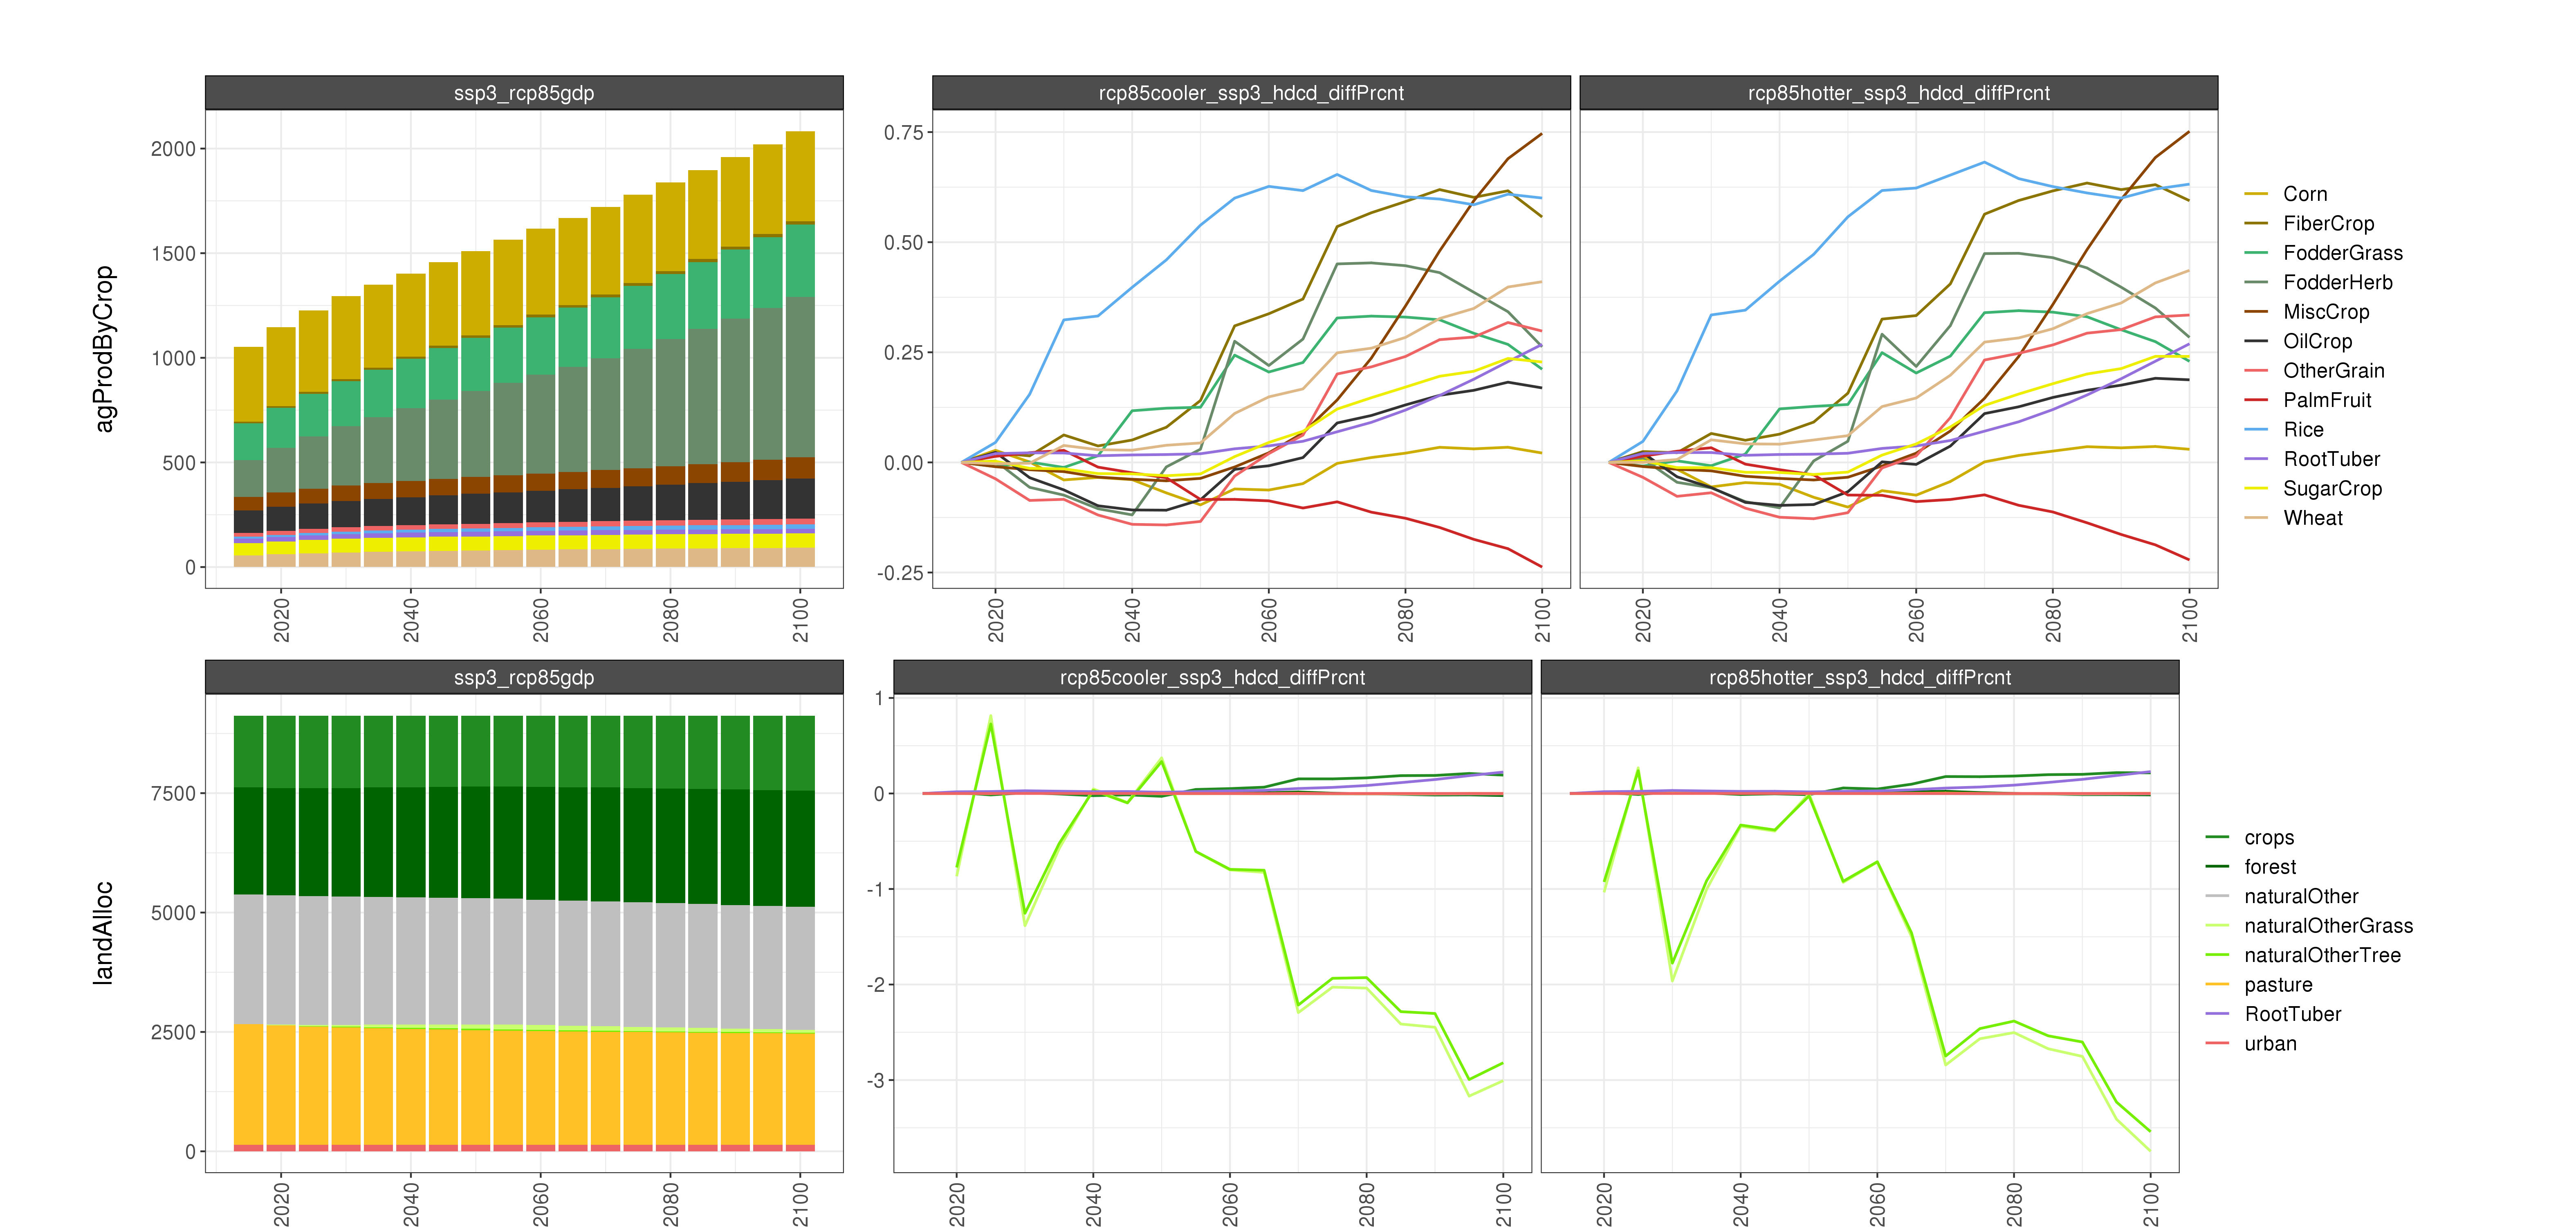 ssp3_rcp85gdp
rcp85cooler_ssp3_hdcd_diffPrcnt
rcp85hotter_ssp3_hdcd_diffPrcnt
agProdByCrop
2000
1500
1000
500
0
0.75
0.50
0.25
0.00
-0.25
2020 2040 2060 2080 2100
2020 2040 2060 2080 2100
2020 2040 2060 2080 2100
Corn
FiberCrop
FodderGrass
FodderHerb
MiscCrop
OilCrop
OtherGrain
PalmFruit
Rice
RootTuber
SugarCrop
Wheat
ssp3_rcp85gdp
rcp85cooler_ssp3_hdcd_diffPrcnt
rcp85hotter_ssp3_hdcd_diffPrcnt
landAlloc
7500
5000
2500
0
1
0
-1
-2
-3
2020 2040 2060 2080 2100
2020 2040 2060 2080 2100
2020 2040 2060 2080 2100
crops
forest
naturalOther
naturalOtherGrass
naturalOtherTree
pasture
RootTuber
urban